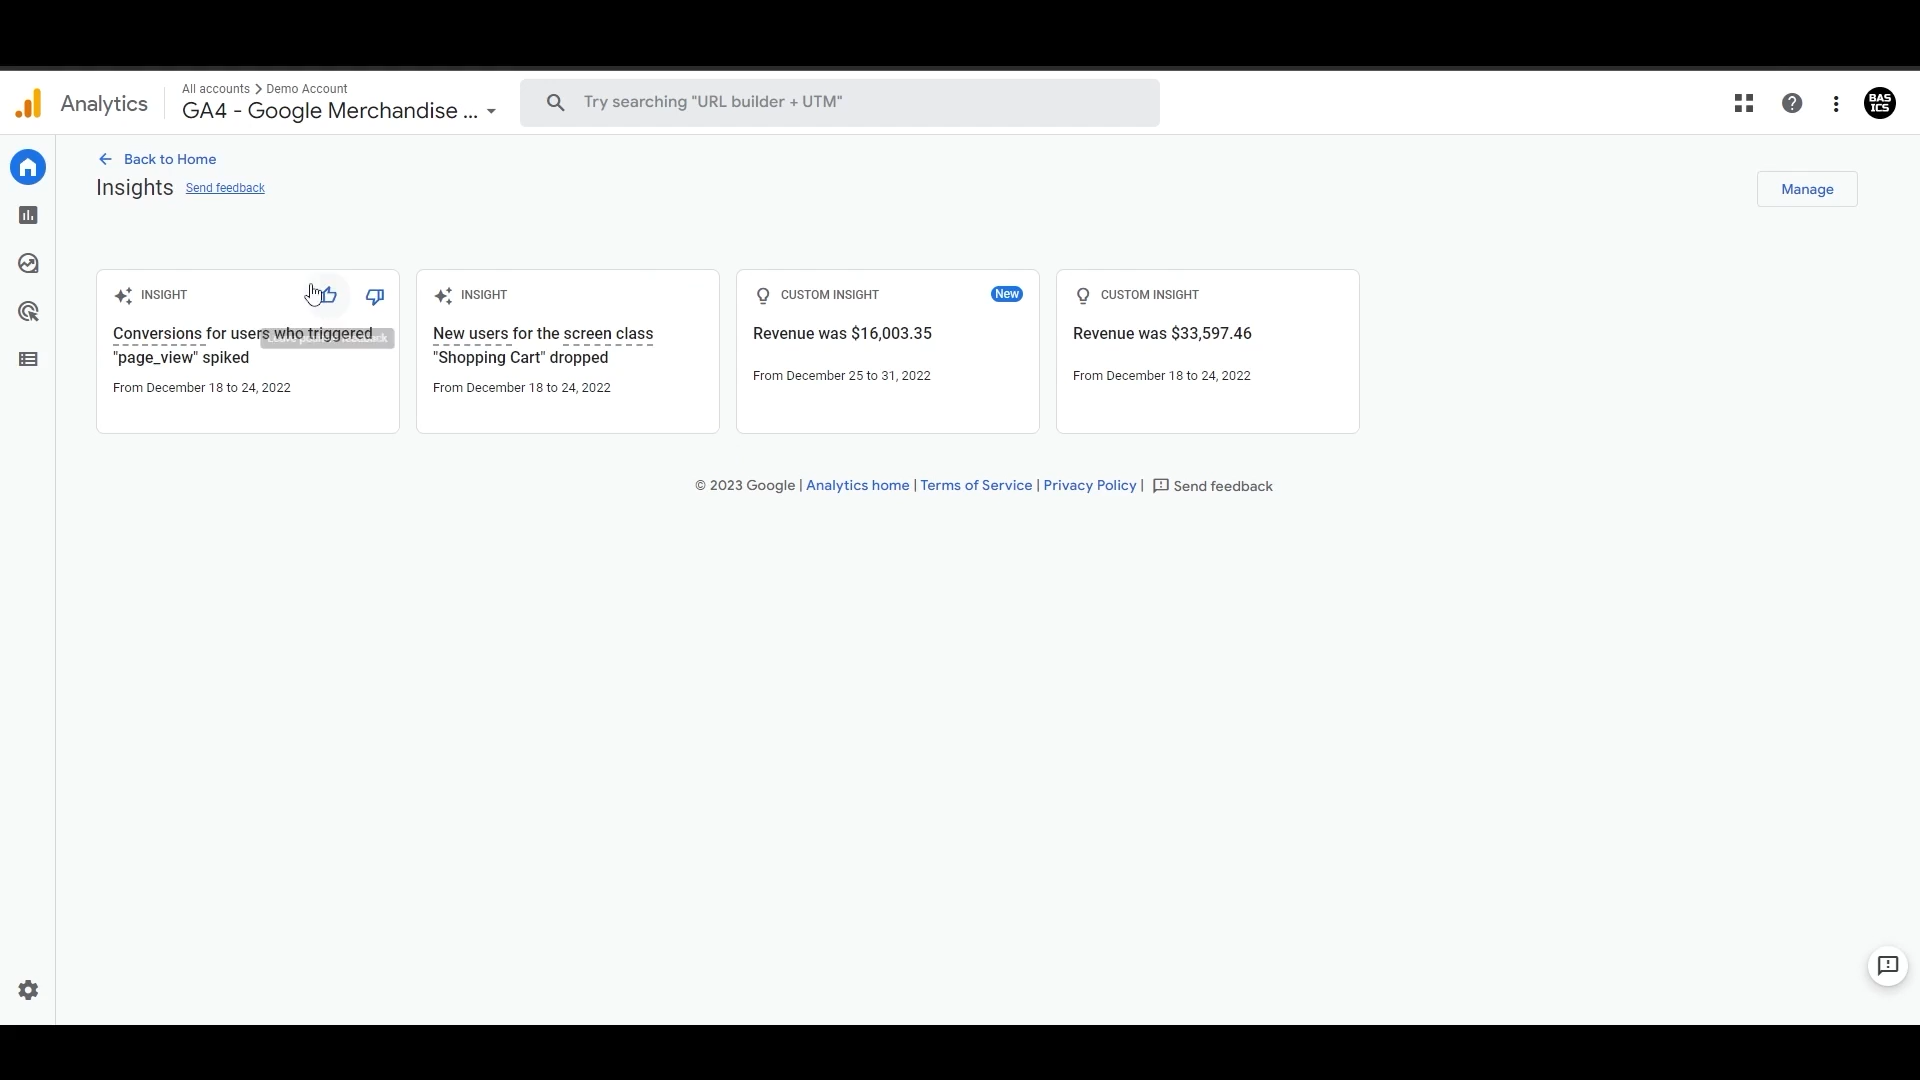 All accounts > Demo Account
Analytics
GA4 - Google Merchandise ...
Try searching "URL builder + UTM"
BAS
ICS
Back to Home
Insights
Send feedback
Manage
INSIGHT
Conversions for users who triggered
"page_view" spiked
From December 18 to 24, 2022
INSIGHT
New users for the screen class
"Shopping Cart" dropped
From December 18 to 24, 2022
CUSTOM INSIGHT
New
Revenue was $16,003.35
From December 25 to 31, 2022
CUSTOM INSIGHT
Revenue was $33,597.46
From December 18 to 24, 2022
© 2023 Google | Analytics home | Terms of Service | Privacy Policy | Send feedback